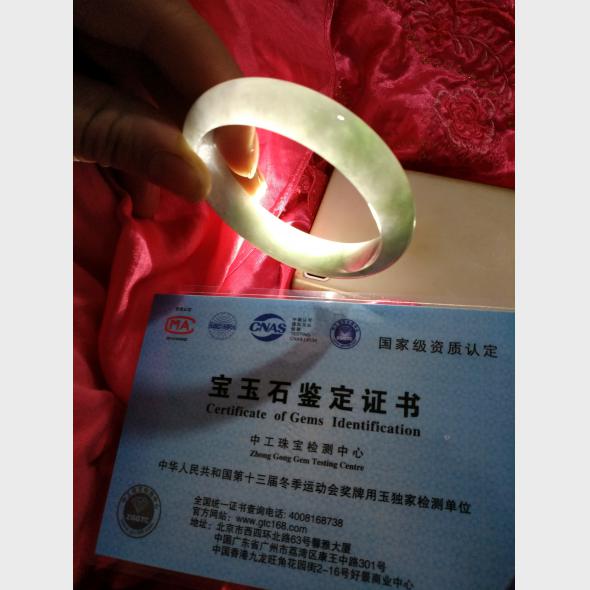 MA
CNAS
国家级资质认定
宝玉石鉴定证书
Certificate of Gems Identification
中工珠宝检测中心
Zhong Gong Gem Testing Centre
中华人民共和国第十三届冬季运动会奖牌用玉独家检测单位
全国统一证书查询电话: 4008168738
官方网站: www.gtc168.com
地址: 北京市西四环北路63号馨雅大厦
中国广东省广州市荔湾区康王中路301号
中国香港九龙旺角花园街2-16号好景商业中心